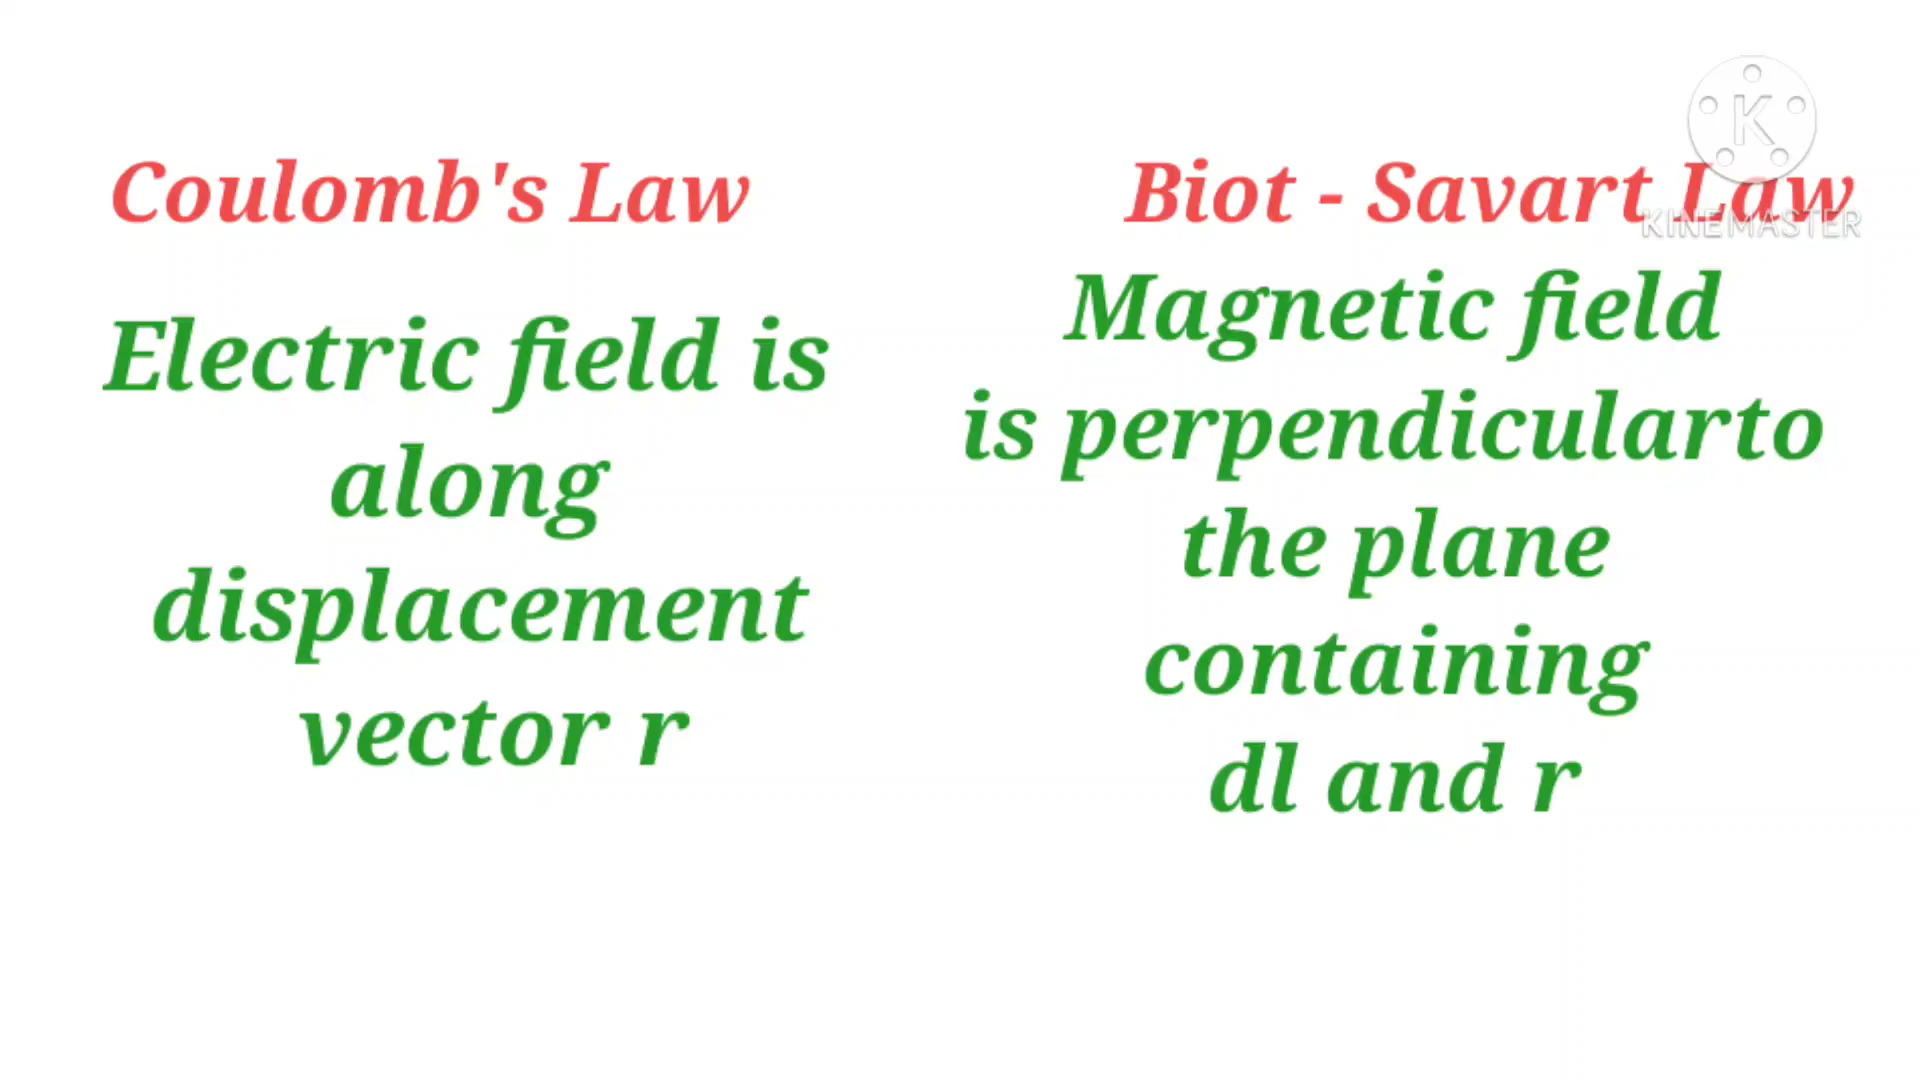 Coulomb's Law
Electric field is
along
displacement
vector r
Biot - Savart Law
Magnetic field
is perpendicularto
the plane
containing
dl and r
K
KINEMASTER